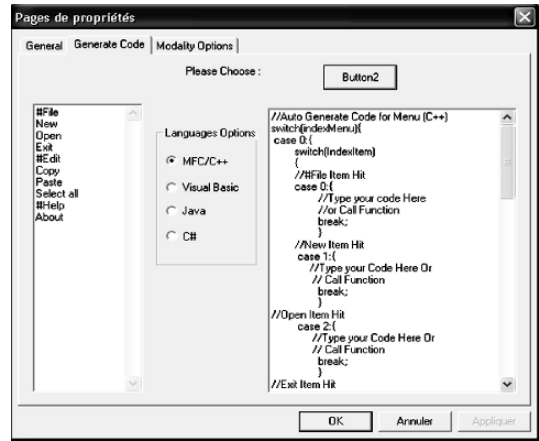 Pages de propriétés
General Generate Code Modality Options
Please Choose :
Button2
#File
New
Open
Exit
#Edit
Copy
Paste
Select all
#Help
About
Languages Options
MFC/C++
Visual Basic
Java
C#
//Auto Generate Code for Menu (C++)
switch(indexMenu){
case 0:{
switch(IndexItem)
{
//#File Item Hit
case 0:{
//Type your code Here
//or Call Function
break;
}
//New Item Hit
case 1:{
//Type your Code Here Or
// Call Function
break;
}
//Open Item Hit
case 2:{
//Type your Code Here Or
// Call Function
break;
}
//Exit Item Hit
OK Annuler Appliquer